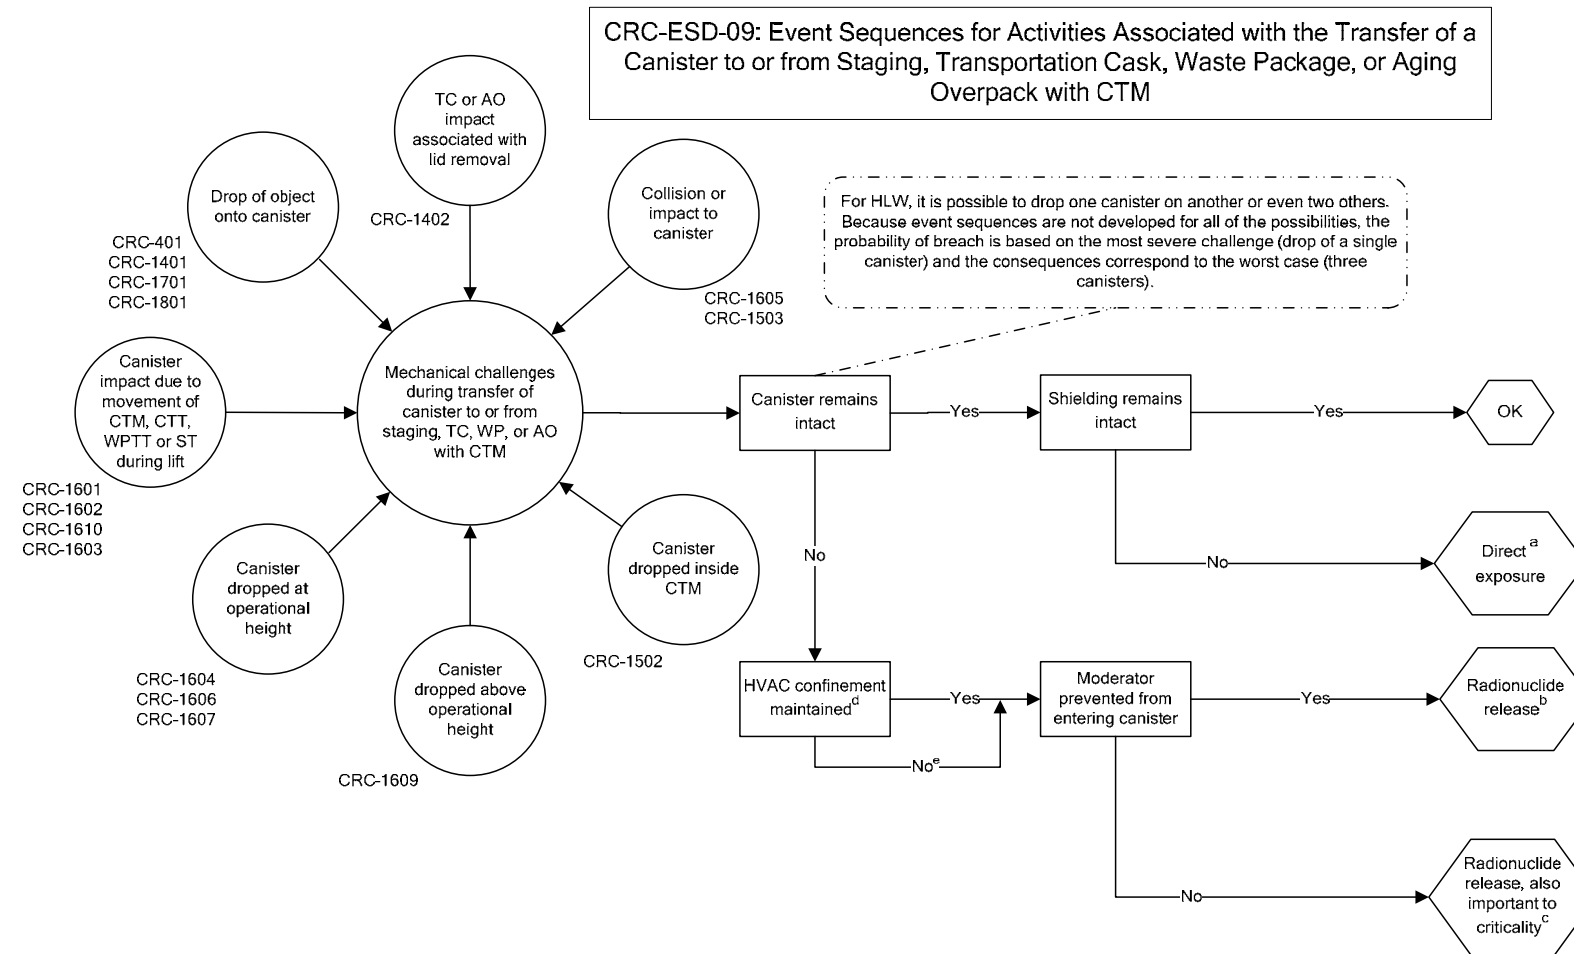 CRC-ESD-09: Event Sequences for Activities Associated with the Transfer of a
Canister to or from Staging, Transportation Cask, Waste Package, or Aging
Overpack with CTM
TC or AO
impact
associated with
lid removal
CRC-1402
Drop of object
onto canister
CRC-401
CRC-1401
CRC-1701
CRC-1801
Collision or
impact to
canister
CRC-1605
CRC-1503
For HLW, it is possible to drop one canister on another or even two others.
Because event sequences are not developed for all of the possibilities, the
probability of breach is based on the most severe challenge (drop of a single
canister) and the consequences correspond to the worst case (three
canisters).
Canister
impact due to
movement of
CTM, CTT,
WPTT or ST
during lift
CRC-1601
CRC-1602
CRC-1610
CRC-1603
Mechanical challenges
during transfer of
canister to or from
staging, TC, WP, or AO
with CTM
Canister remains
intact
Yes
Shielding remains
intact
Yes
OK
No
Direct a
exposure
No
Canister
dropped at
operational
height
CRC-1604
CRC-1606
CRC-1607
Canister
dropped above
operational
height
CRC-1609
Canister
dropped inside
CTM
CRC-1502
HVAC confinement
maintained d
Yes
No e
Moderator
prevented from
entering canister
Yes
Radionuclide
release b
No
Radionuclide
release, also
important to
criticality c